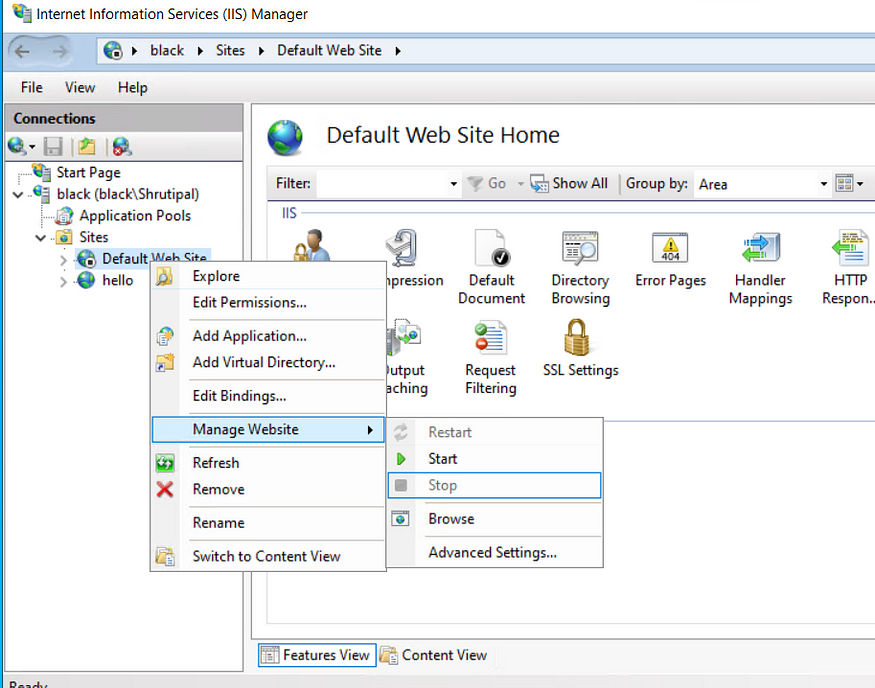 Internet Information Services (IIS) Manager
black Sites Default Web Site
File View Help
Connections
Start Page
black (black\Shrutipal)
Application Pools
Sites
Default Web Site
hello
Explore
Edit Permissions...
Add Application...
Add Virtual Directory...
Edit Bindings...
Manage Website
Refresh
Remove
Rename
Switch to Content View
Restart
Start
Stop
Browse
Advanced Settings...
Default Web Site Home
Filter: Go Show All Group by: Area
IIS
mpression
Default
Document
Directory
Browsing
404
Error Pages
Handler
Mappings
HTTP
Respon...
Output
aching
Request
Filtering
SSL Settings
Features View Content View
Ready